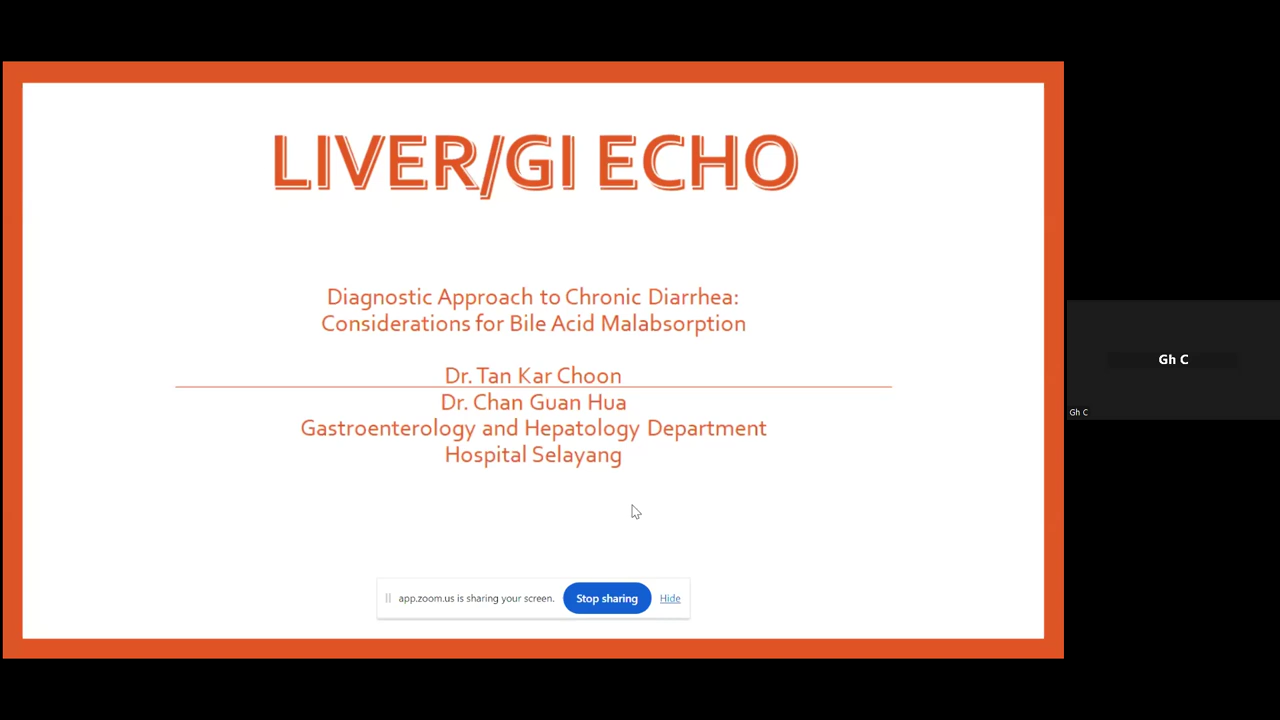 LIVER/GI ECHO
Diagnostic Approach to Chronic Diarrhea:
Considerations for Bile Acid Malabsorption
Dr. Tan Kar Choon
Dr. Chan Guan Hua
Gastroenterology and Hepatology Department
Hospital Selayang
app.zoom.us is sharing your screen.
Stop sharing
Hide
Gh C
Gh C